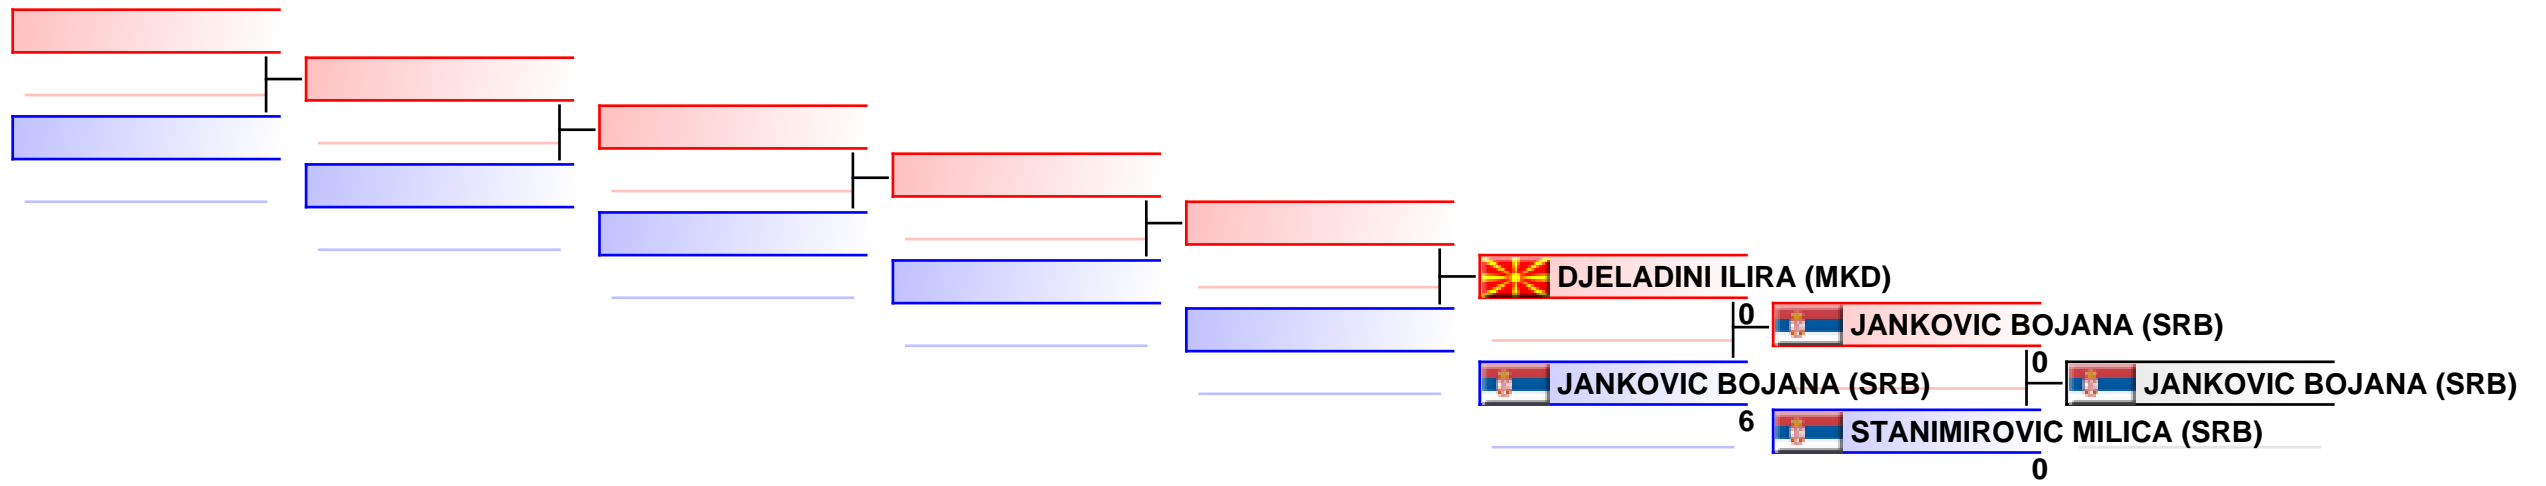 DJELADINI ILIRA (MKD)
0
JANKOVIC BOJANA (SRB)
0
JANKOVIC BOJANA (SRB)
JANKOVIC BOJANA (SRB)
6
STANIMIROVIC MILICA (SRB)
0